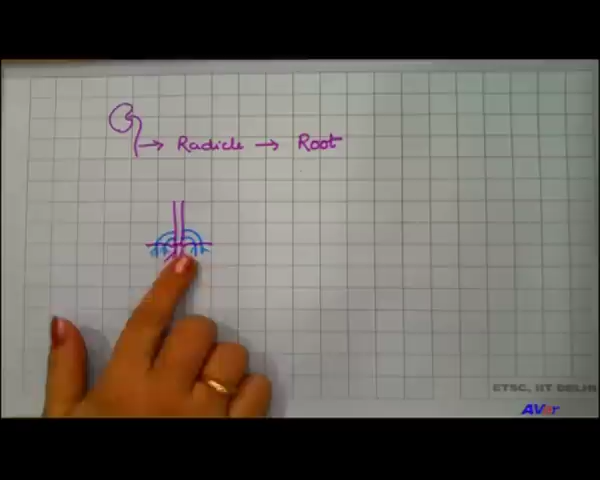 → Radicle → Root
ETSC, IIT DELHI
AVer